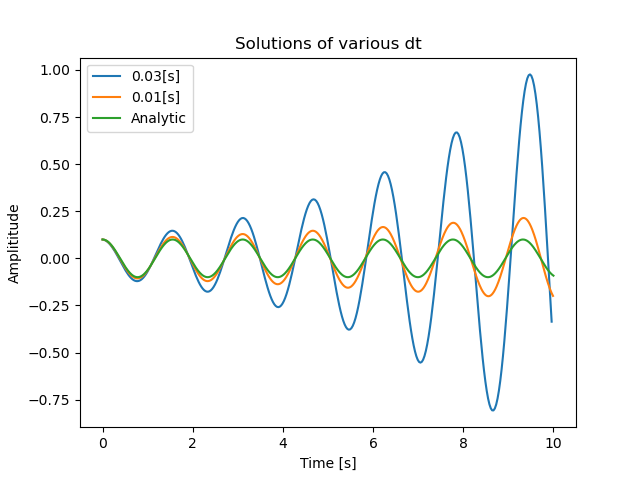 Solutions of various dt
0.03[s]
0.01[s]
Analytic
1.00
0.75
0.50
0.25
0.00
−0.25
−0.50
−0.75
Amplititude
0 2 4 6 8 10
Time [s]